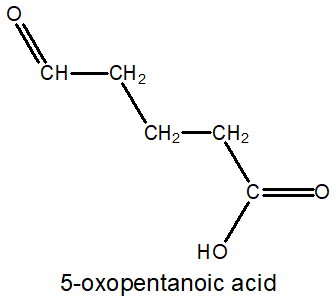 O
CH CH2
CH2 CH2
C O
HO
5-oxopentanoic acid